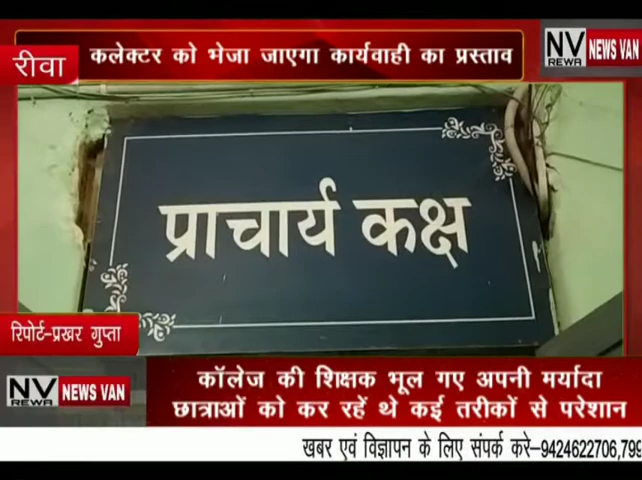 कलेक्टर को भेजा जाएगा कार्यवाही का प्रस्ताव
NV NEWS VAN
REWA
रीवा
प्राचार्य कक्ष
रिपोर्ट-प्रखर गुप्ता
NV NEWS VAN
REWA
कॉलेज की शिक्षक भूल गए अपनी मर्यादा
छात्राओं को कर रहें थे कई तरीकों से परेशान
खबर एवं विज्ञापन के लिए संपर्क करे–9424622706,799